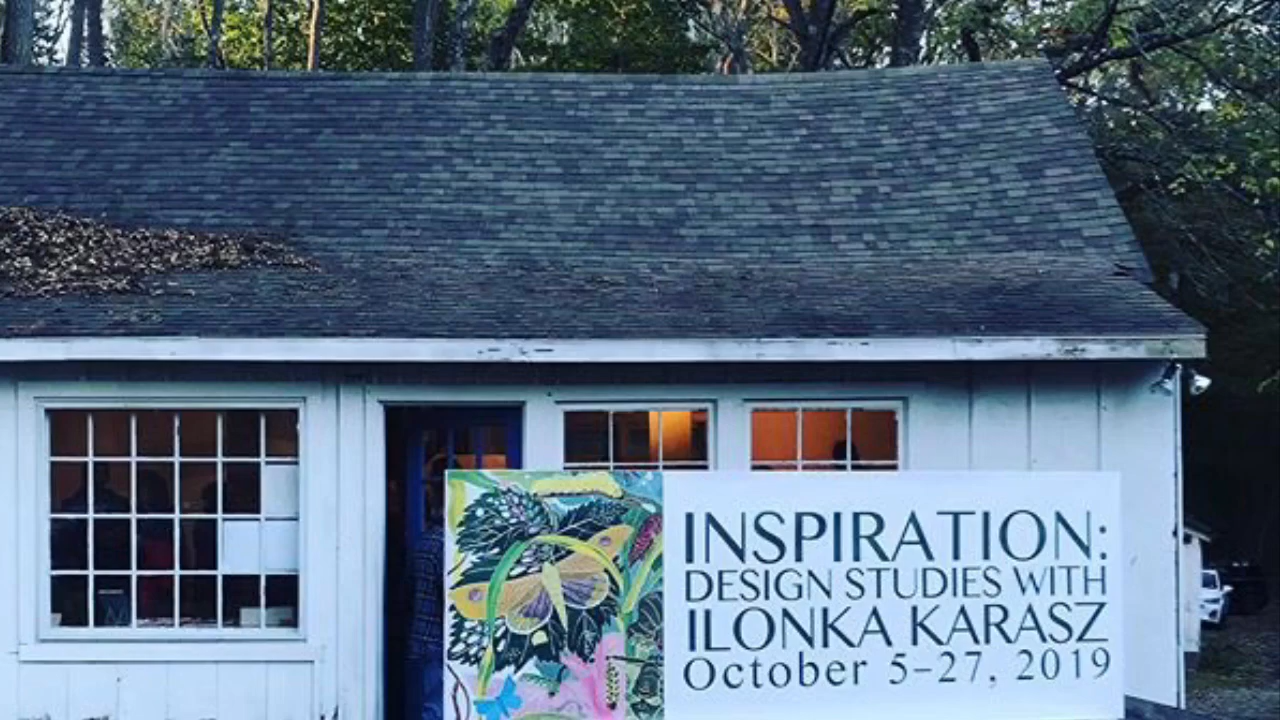 INSPIRATION:
DESIGN STUDIES WITH
ILONKA KARASZ
October 5-27, 2019